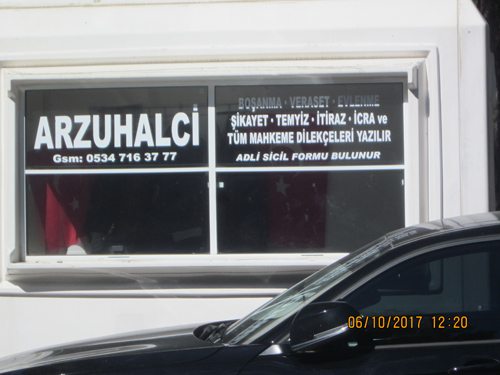 ARZUHALCİ
Gsm: 0534 716 37 77
BOŞANMA · VERASET · EVLENME
ŞİKAYET · TEMYİZ · İTİRAZ · İCRA ve
TÜM MAHKEME DİLEKÇELERİ YAZILIR
ADLİ SİCİL FORMU BULUNUR
06/10/2017 12:20